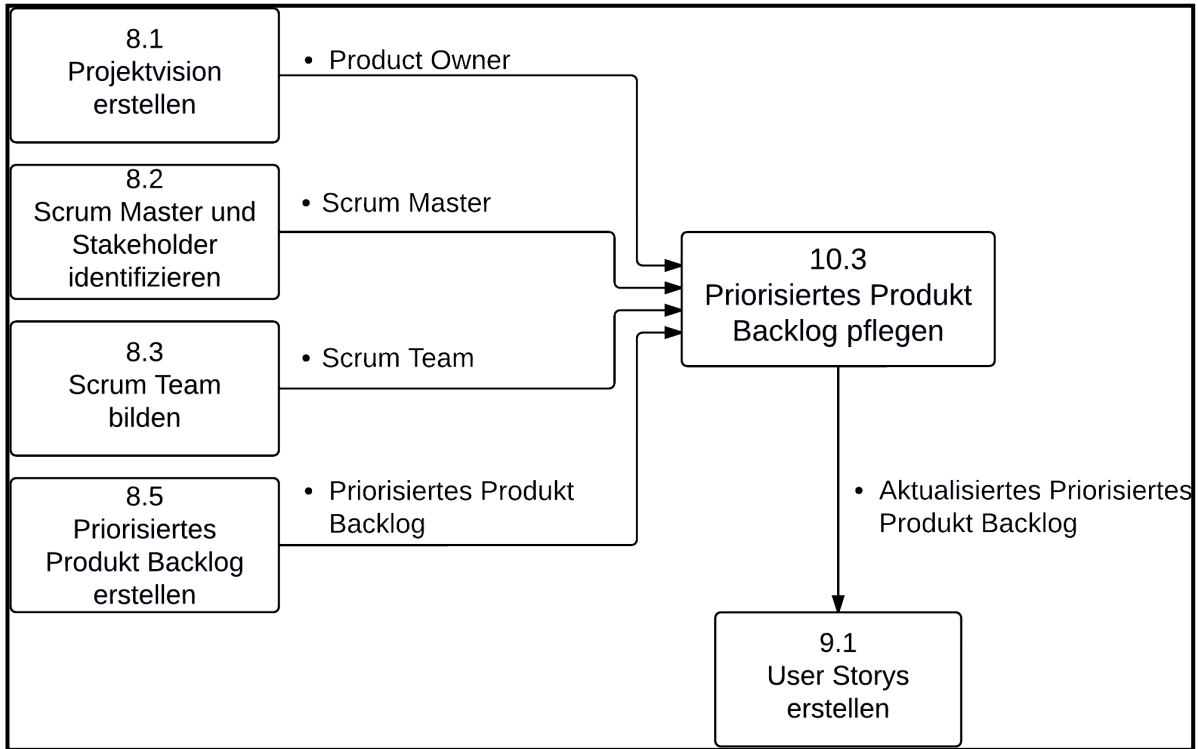 8.1
Projektvision
erstellen
• Product Owner
8.2
Scrum Master und
Stakeholder
identifizieren
• Scrum Master
8.3
Scrum Team
bilden
• Scrum Team
8.5
Priorisiertes
Produkt Backlog
erstellen
• Priorisiertes Produkt
Backlog
10.3
Priorisiertes Produkt
Backlog pflegen
• Aktualisiertes Priorisiertes
Produkt Backlog
9.1
User Storys
erstellen